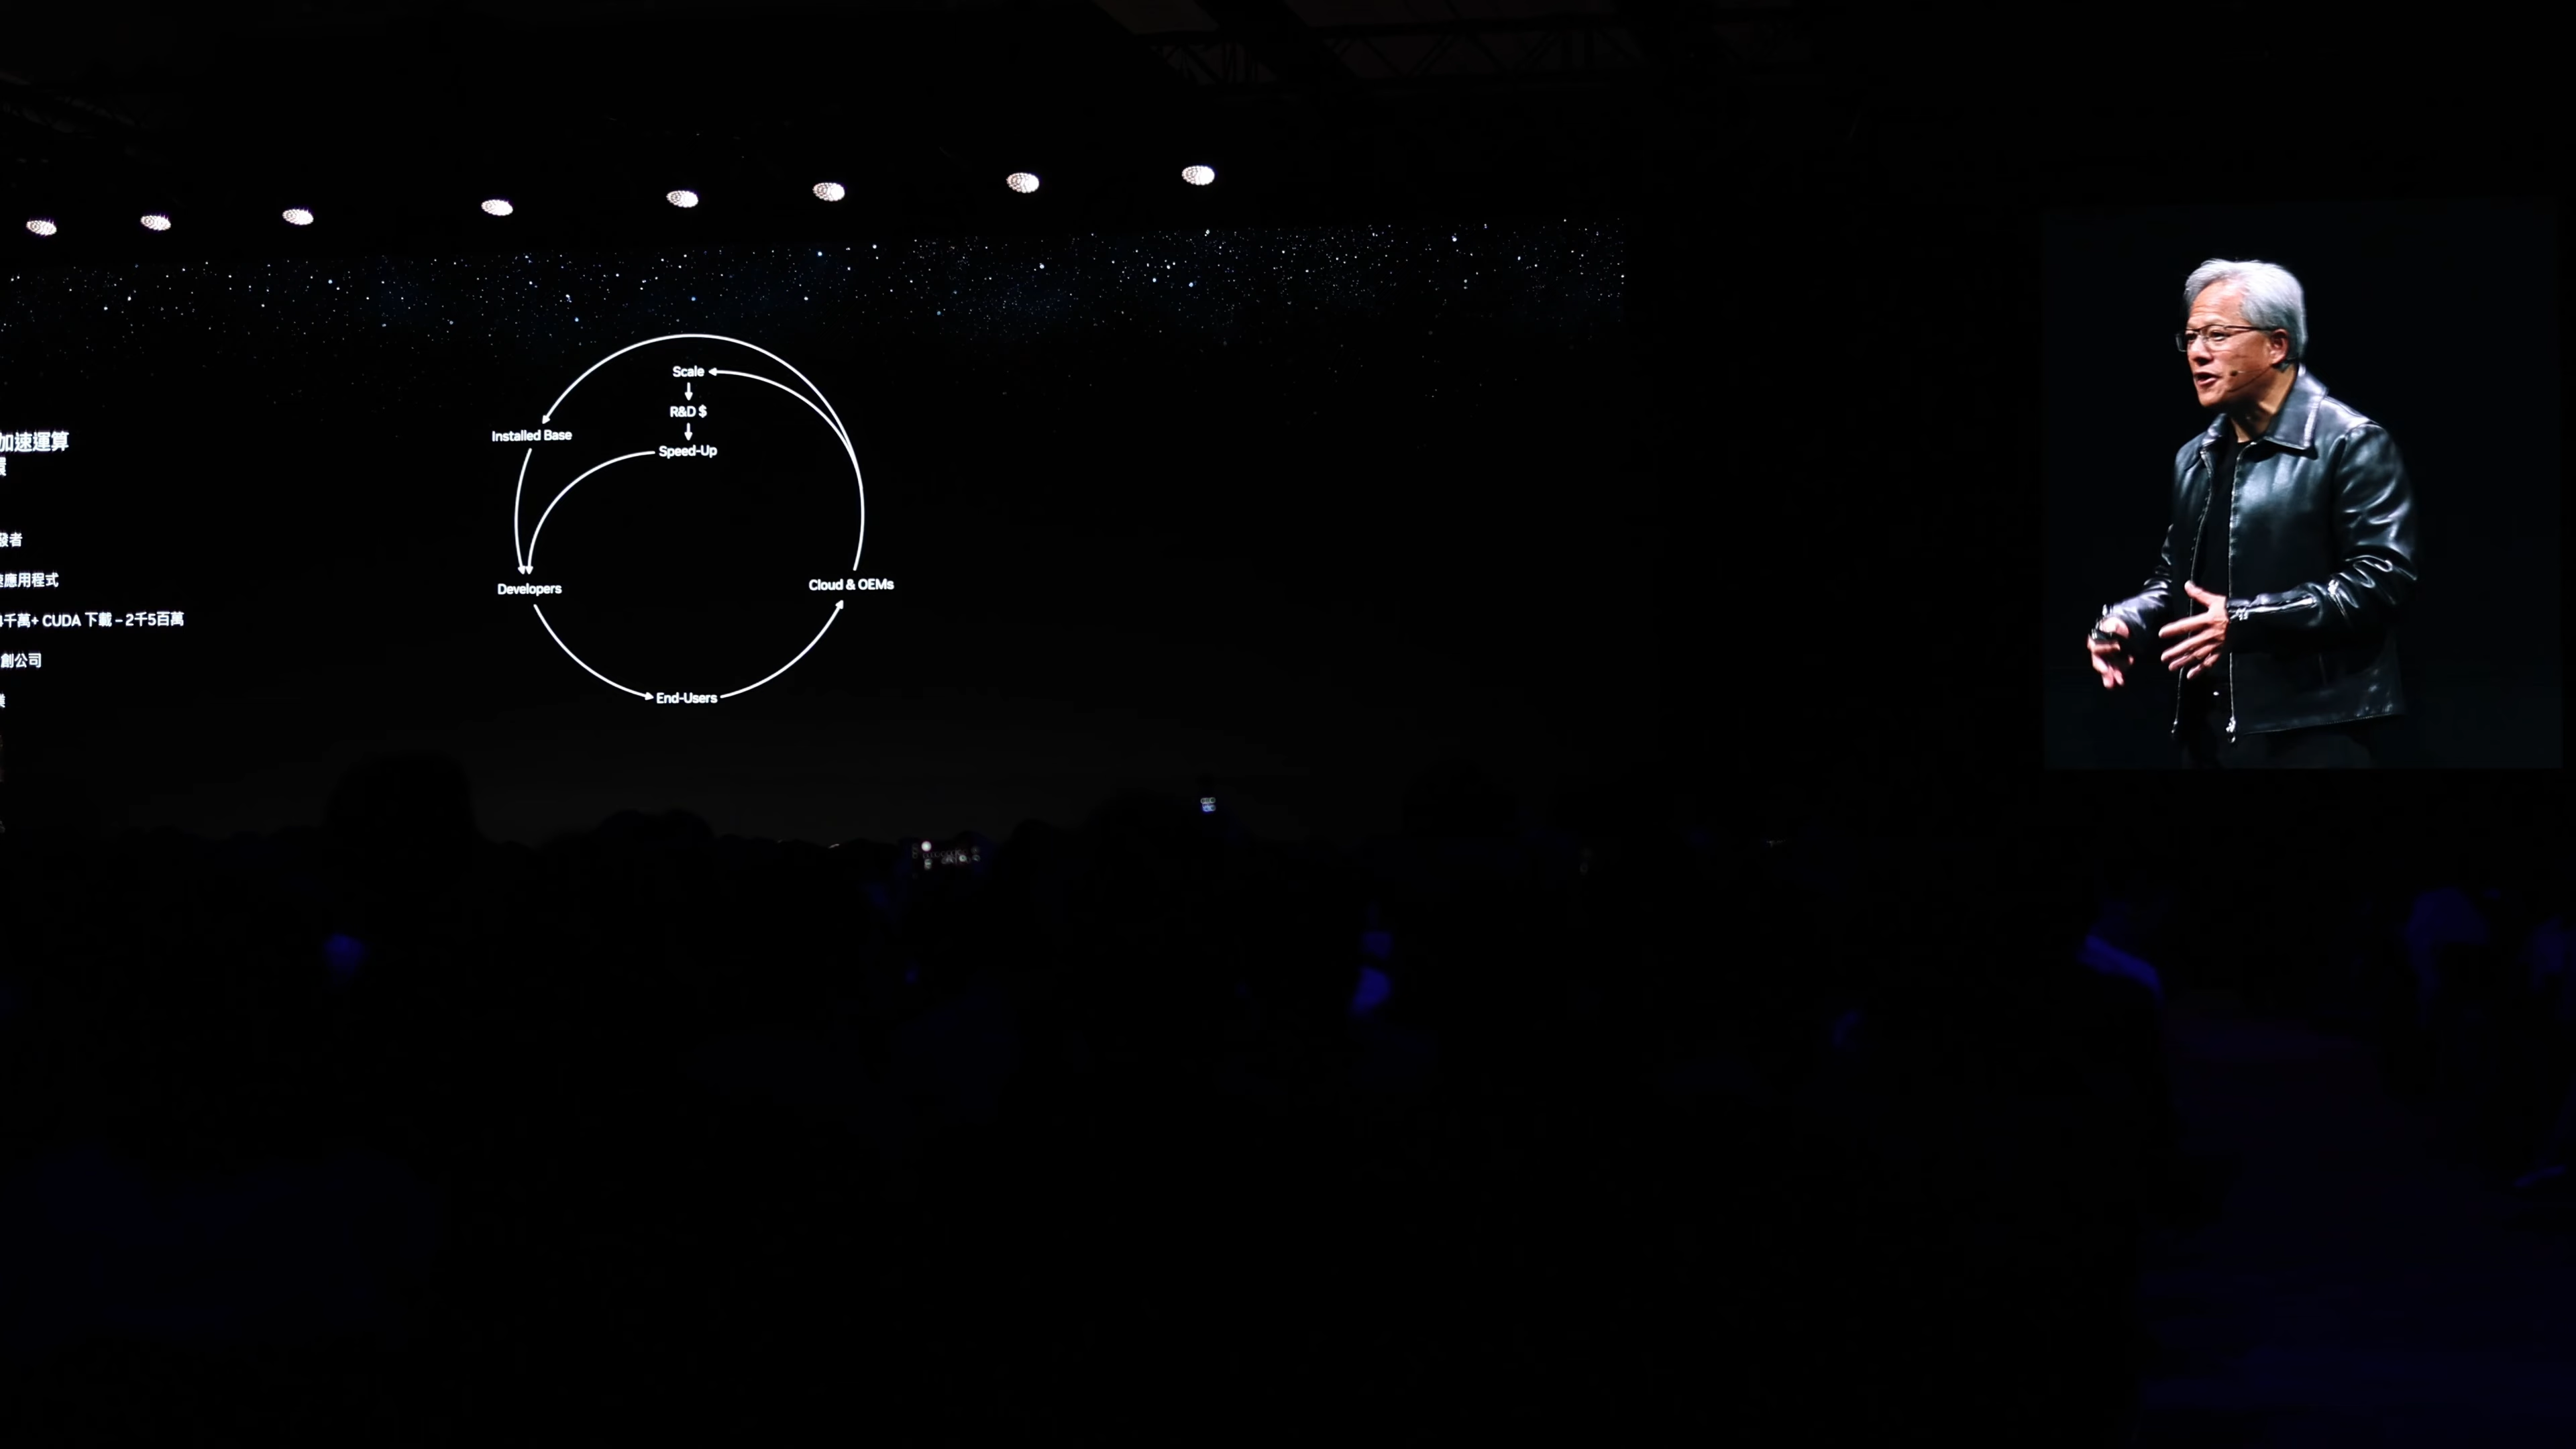 加速運算
發者
應用程式
千萬+ CUDA 下載 – 2千5百萬
創公司
Scale
R&D $
Speed-Up
Installed Base
Developers
Cloud & OEMs
End-Users